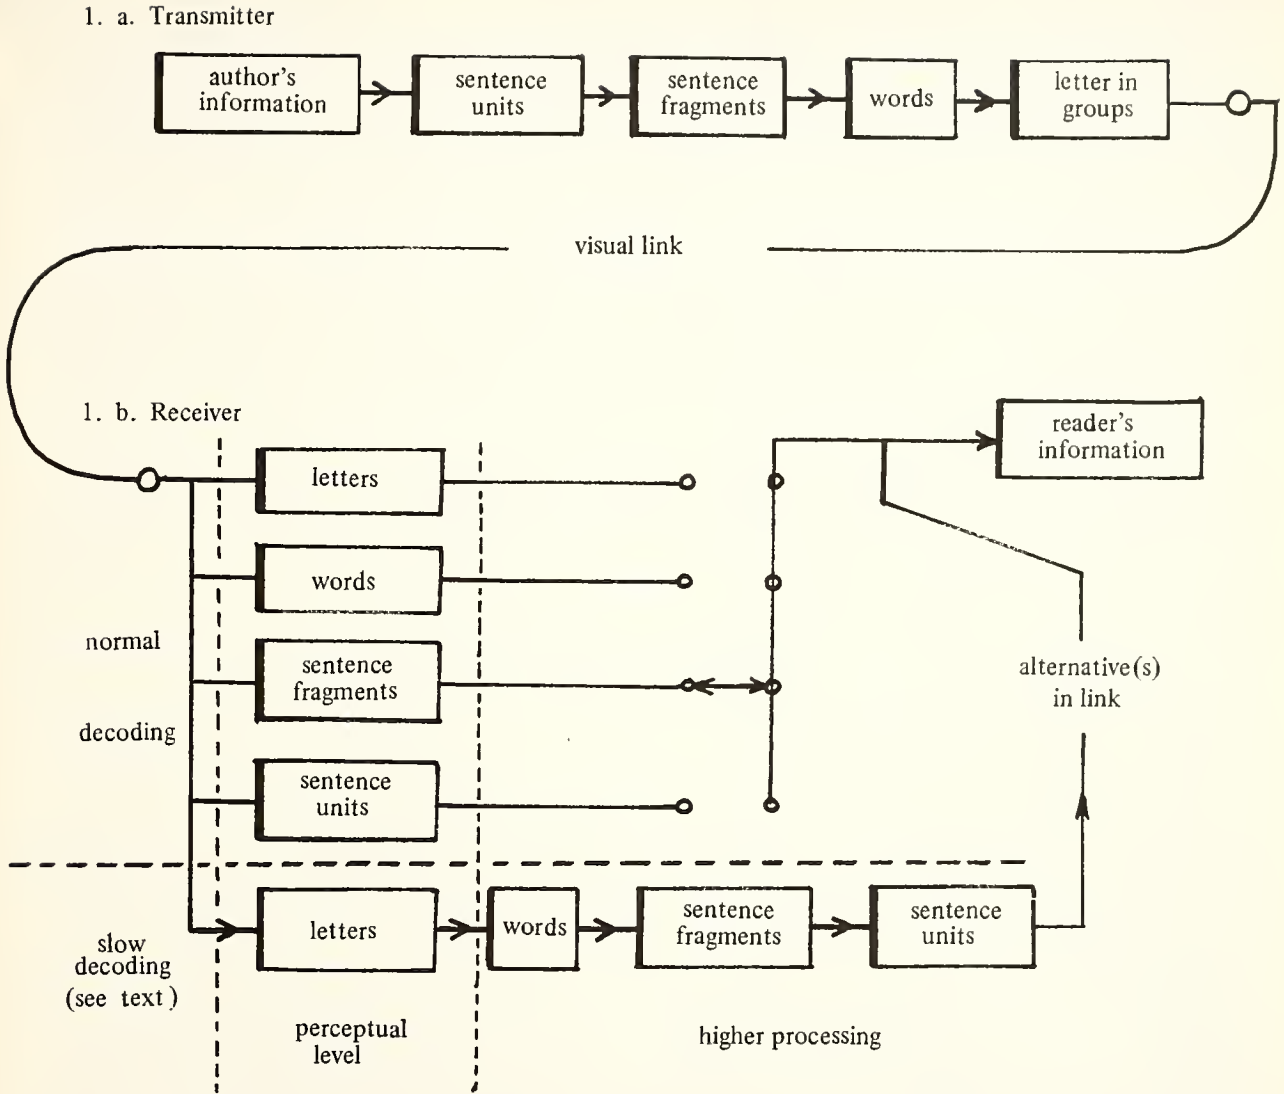 1. a. Transmitter
author's
information
sentence
units
sentence
fragments
words
letter in
groups
visual link
1. b. Receiver
reader's
information
letters
words
normal
sentence
fragments
alternative(s)
in link
decoding
sentence
units
slow
decoding
(see text)
letters
words
sentence
fragments
sentence
units
perceptual
level
higher processing